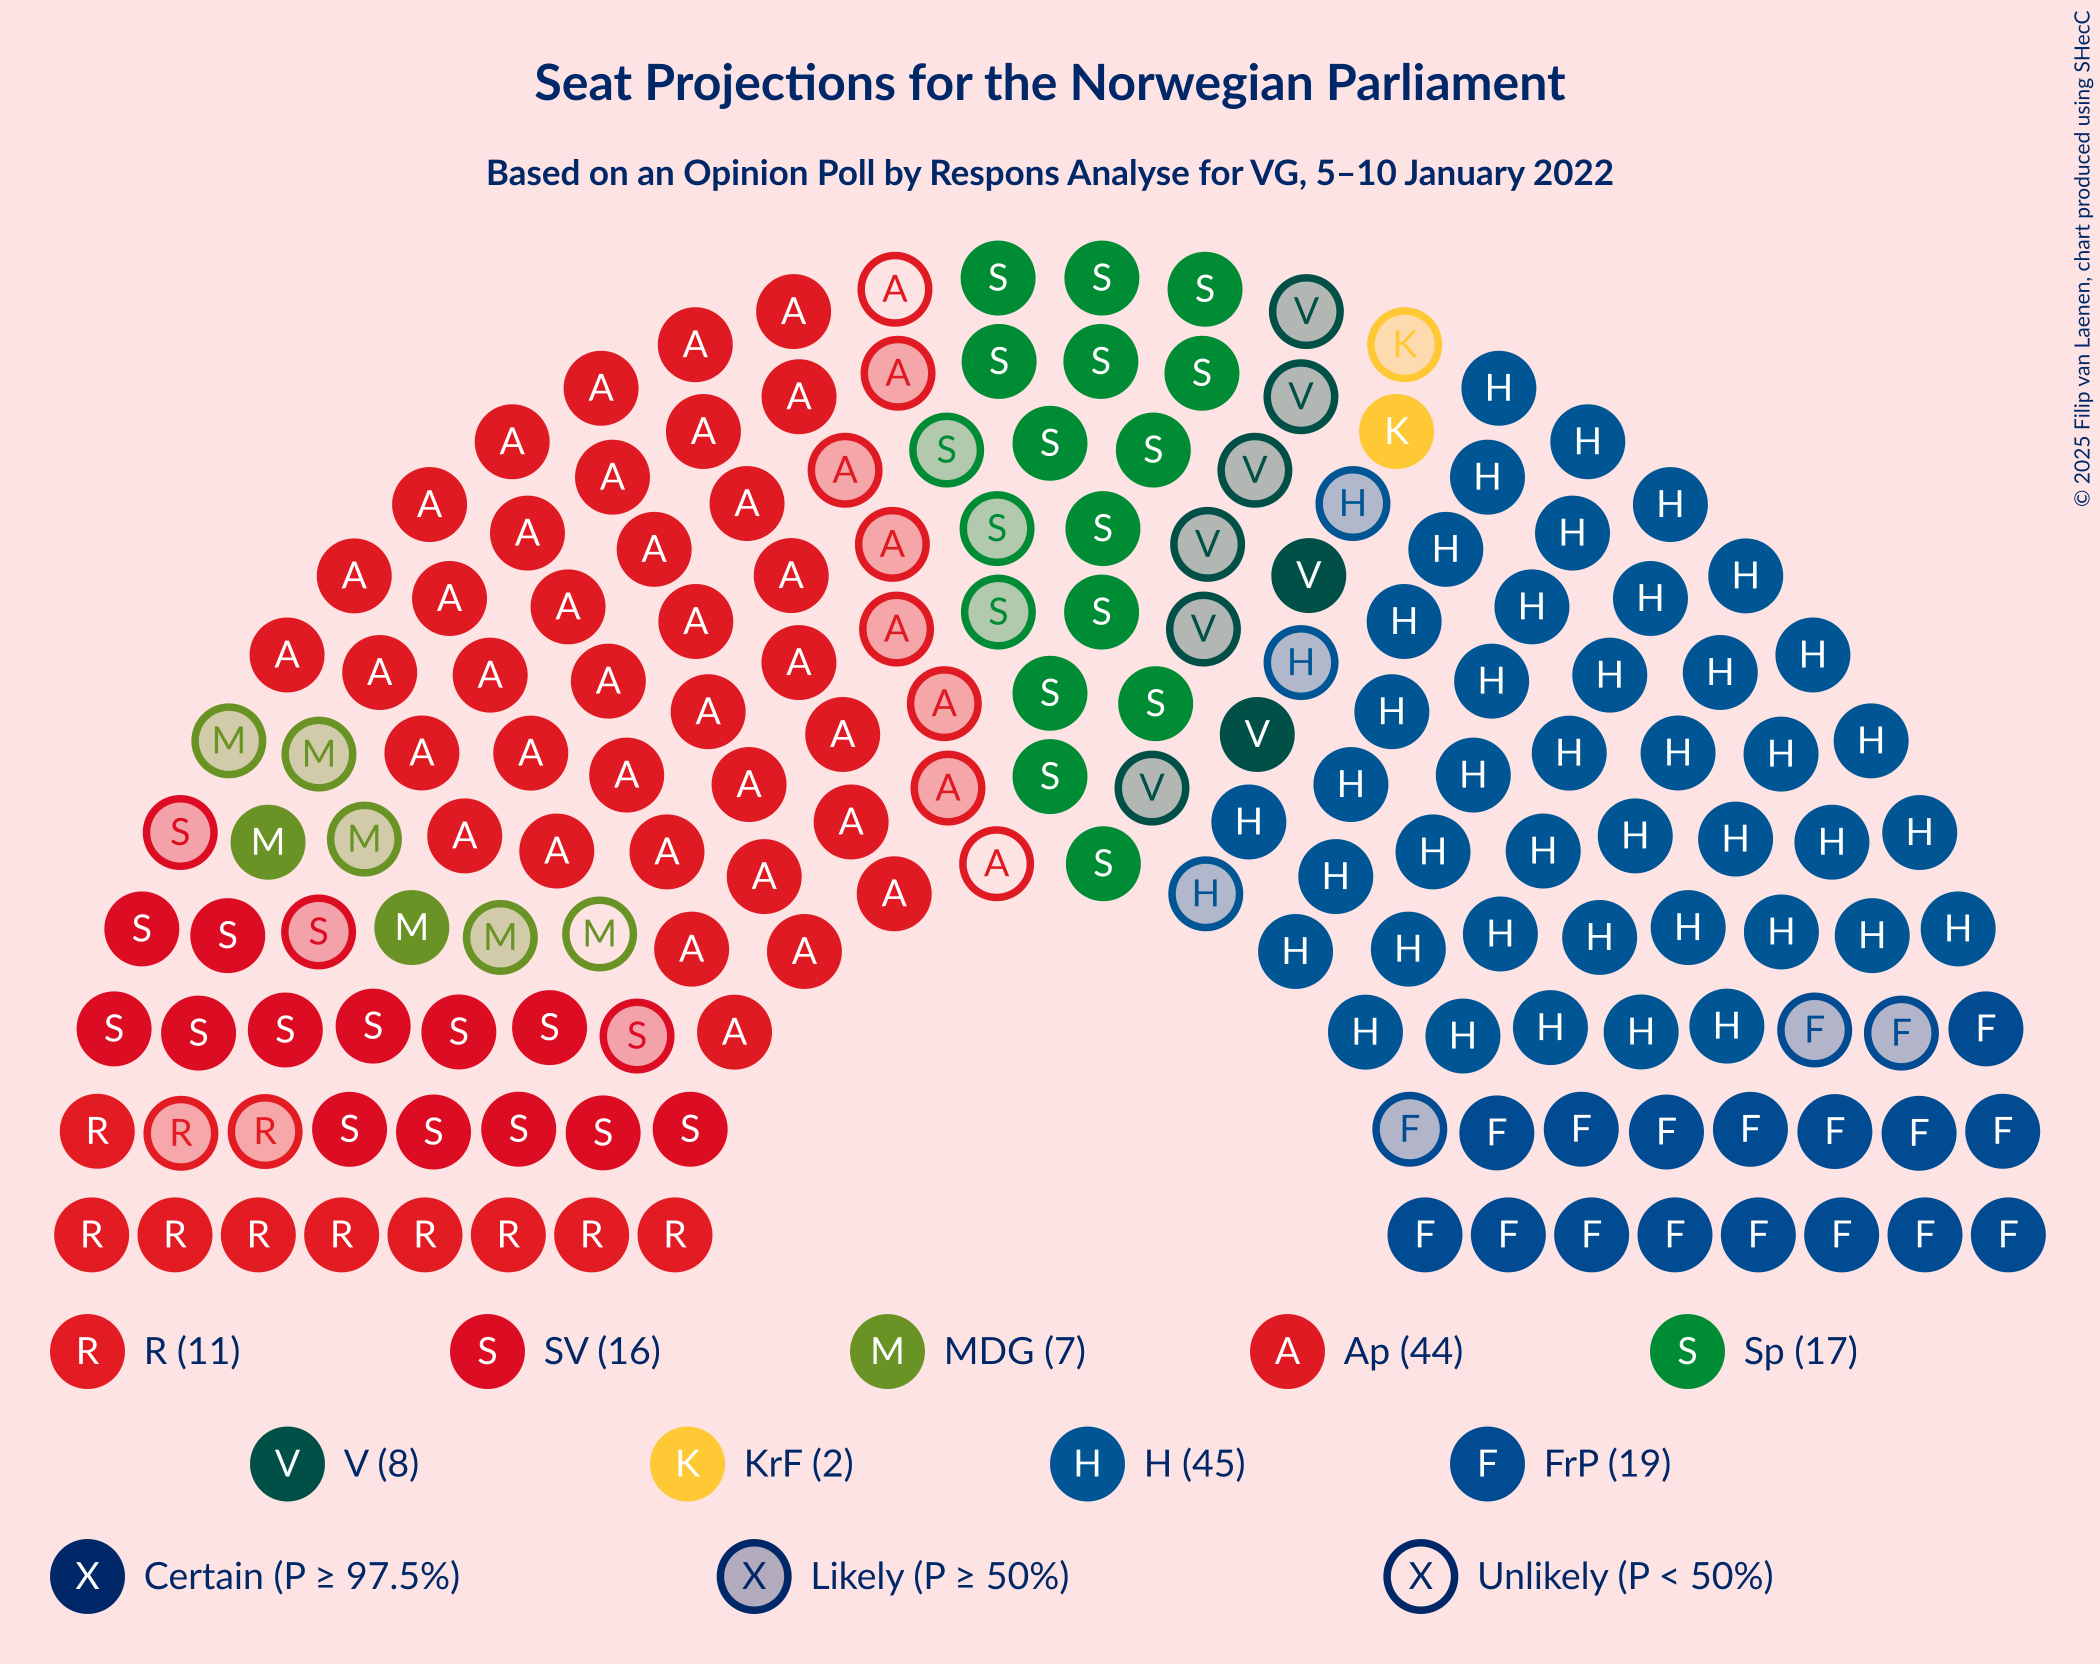 © 2025 Filip van Laenen, chart produced using SHecC
Seat Projections for the Norwegian Parliament
Based on an Opinion Poll by Respons Analyse for VG, 5–10 January 2022
A S S S
A V
A K
A S S S
A A V H
A A S S S K H
A A V H
A A H H
A A A S S V H H
A A V H
A A A A S S V H H H
A A A A A S H H H H H
A A S H
M M A A A V H H H H
A A A S V H H
S M M A A A A H H H H H H H
A A A S H H
S S S M M M A A H H H H H H H H
S S S S S S S A H H H H H F F F
R R R S S S S S F F F F F F F F
R R R R R R R R F F F F F F F F
R R (11) S SV (16) M MDG (7) A Ap (44) S Sp (17)
V V (8) K KrF (2) H H (45) F FrP (19)
X Certain (P ≥ 97.5%) X Likely (P ≥ 50%) X Unlikely (P < 50%)